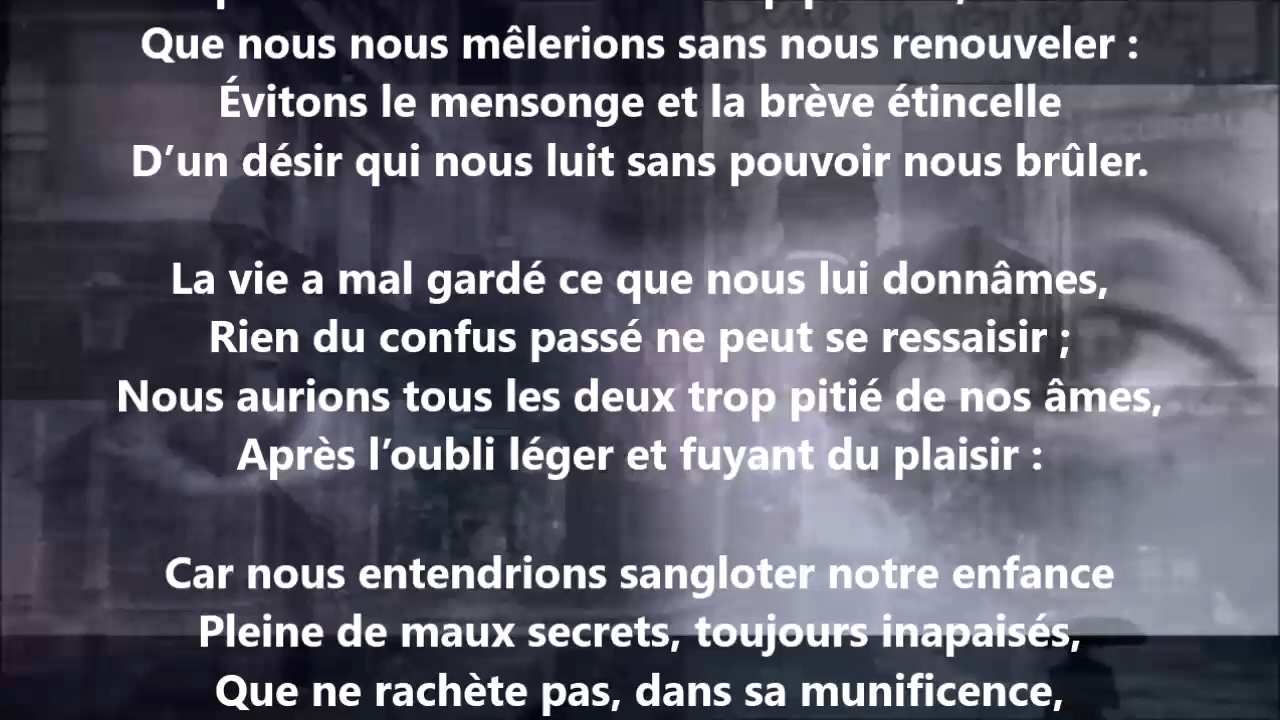 Que nous nous mêlerions sans nous renouveler :
Évitons le mensonge et la brève étincelle
D’un désir qui nous luit sans pouvoir nous brûler.
La vie a mal gardé ce que nous lui donnâmes,
Rien du confus passé ne peut se ressaisir ;
Nous aurions tous les deux trop pitié de nos âmes,
Après l’oubli léger et fuyant du plaisir :
Car nous entendrions sangloter notre enfance
Pleine de maux secrets, toujours inapaisés,
Que ne rachète pas, dans sa munificence,